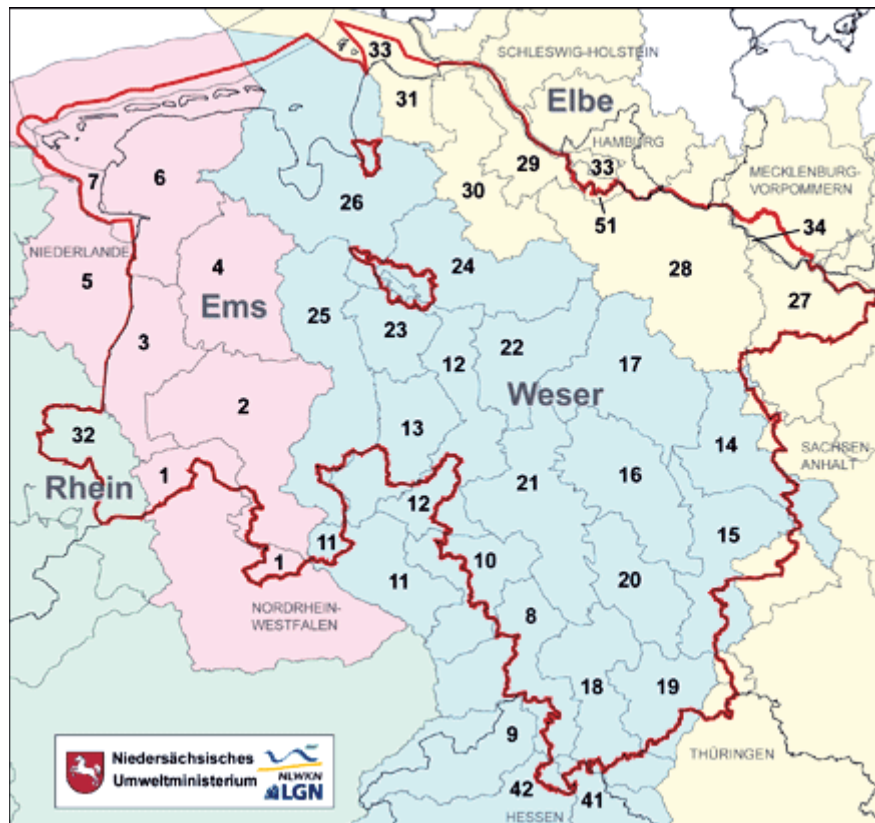 33
SCHLESWIG-HOLSTEIN
31
Elbe
HAMBURG
29
33
7
6
30
MECKLENBURG-
VORPOMMERN
26
51
34
NIEDERLANDE
4
24
28
5
27
Ems
25
3
23
12
22
17
Weser
2
13
32
14
SACHSEN-
ANHALT
Rhein
1
16
21
12
15
11
1
10
11
20
NORDRHEIN-
WESTFALEN
8
18
19
9
THÜRINGEN
42
41
HESSEN
Niedersächsisches
Umweltministerium
NLWKN
LGN